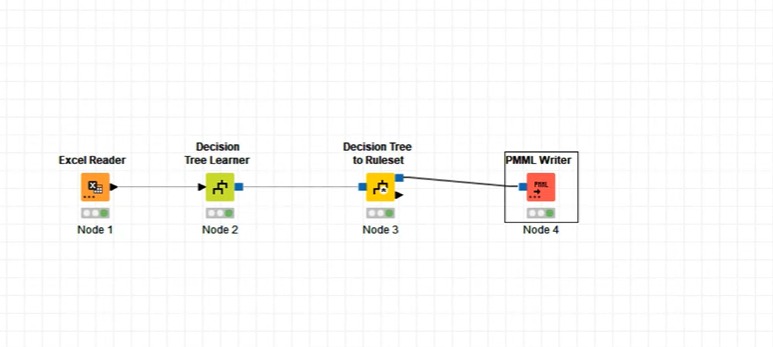 Excel Reader
Decision
Tree Learner
Decision Tree
to Ruleset
PMML Writer
PMML
Node 1
Node 2
Node 3
Node 4